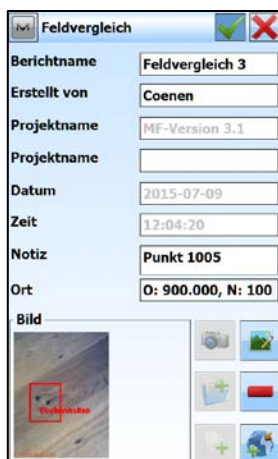 Feldvergleich
Berichtname Feldvergleich 3
Erstellt von Coenen
Projektname MF-Version 3.1
Projektname
Datum 2015-07-09
Zeit 12:04:20
Notiz Punkt 1005
Ort O: 900.000, N: 100
Bild